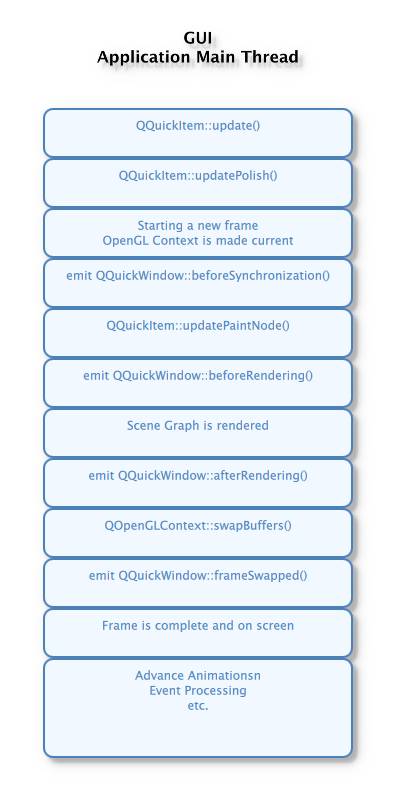 GUI
Application Main Thread
QQuickItem::update()
QQuickItem::updatePolish()
Starting a new frame
OpenGL Context is made current
emit QQuickWindow::beforeSynchronization()
QQuickItem::updatePaintNode()
emit QQuickWindow::beforeRendering()
Scene Graph is rendered
emit QQuickWindow::afterRendering()
QOpenGLContext::swapBuffers()
emit QQuickWindow::frameSwapped()
Frame is complete and on screen
Advance Animationsn
Event Processing
etc.